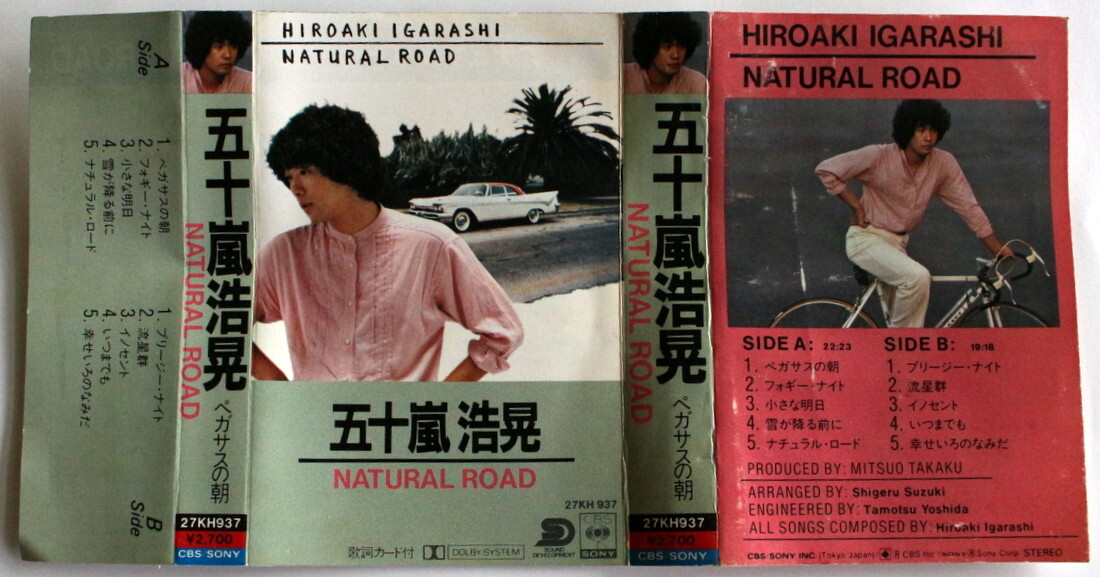 A Side
1. ペガサスの朝
2. フォギー・ナイト
3. 小さな明日
4. 雪が降る前に
5. ナチュラル・ロード
B Side
1. ブリージー・ナイト
2. 流星群
3. イノセント
4. いつまでも
5. 幸せいろのなみだ
五十嵐浩晃
NATURAL ROAD
ペガサスの朝
27KH937
¥2,700
CBS SONY
HIROAKI IGARASHI
NATURAL ROAD
五十嵐 浩晃
NATURAL ROAD
27KH 937
歌詞カード付
DOLBY SYSTEM
SD
SOUND DEVELOPMENT
CBS
SONY
五十嵐浩晃
NATURAL ROAD
ペガサスの朝
27KH937
¥2,700
CBS SONY
HIROAKI IGARASHI
NATURAL ROAD
SIDE A: 22:23
1. ペガサスの朝
2. フォギー・ナイト
3. 小さな明日
4. 雪が降る前に
5. ナチュラル・ロード
SIDE B: 19:18
1. ブリージー・ナイト
2. 流星群
3. イノセント
4. いつまでも
5. 幸せいろのなみだ
PRODUCED BY: MITSUO TAKAKU
ARRANGED BY: Shigeru Suzuki
ENGINEERED BY: Tamotsu Yoshida
ALL SONGS COMPOSED BY: Hiroaki Igarashi
CBS/SONY INC. (Tokyo Japan)/ ® CBS Inc./"SONY" ® Sony Corp. STEREO